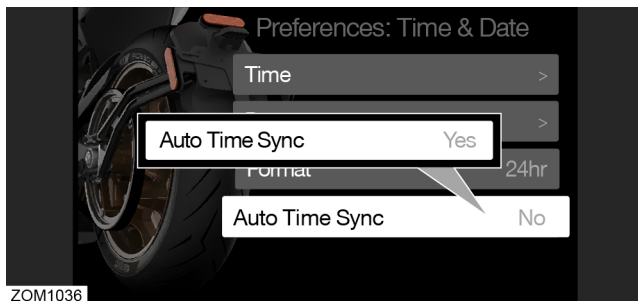 Preferences: Time & Date
Time >
>
Auto Time Sync Yes
Format 24hr
Auto Time Sync No
ZOM1036